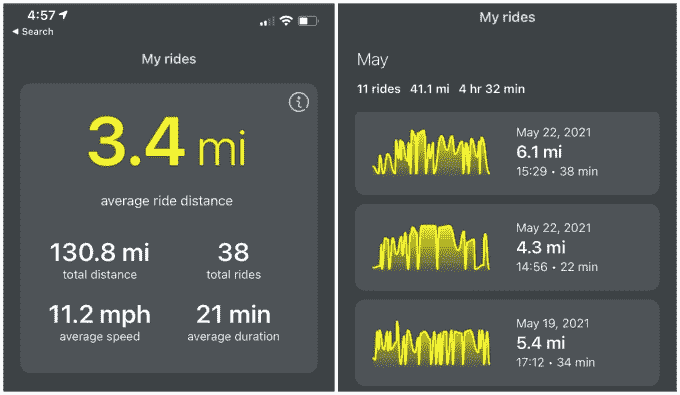 4:57
◀ Search
My rides
3.4 mi
average ride distance
130.8 mi
total distance
38
total rides
11.2 mph
average speed
21 min
average duration
My rides
May
11 rides 41.1 mi 4 hr 32 min
May 22, 2021
6.1 mi
15:29 • 38 min
May 22, 2021
4.3 mi
14:56 • 22 min
May 19, 2021
5.4 mi
17:12 • 34 min